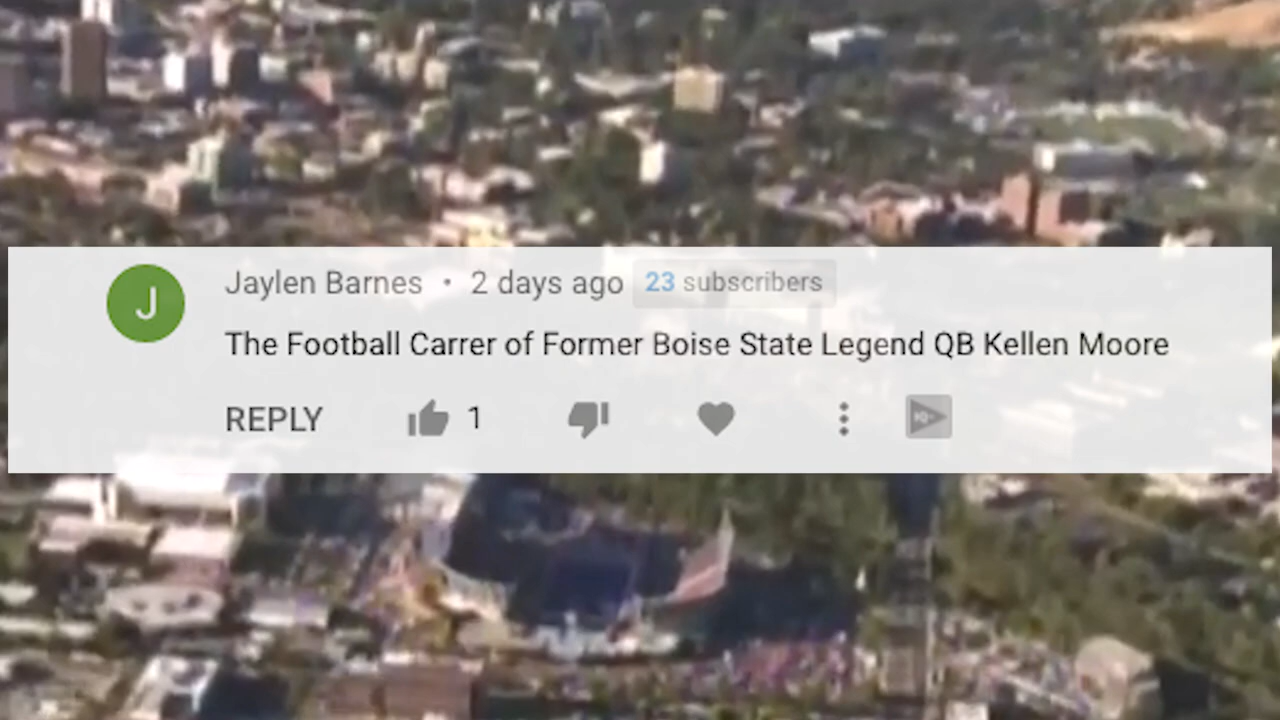 J
Jaylen Barnes • 2 days ago 23 subscribers
The Football Carrer of Former Boise State Legend QB Kellen Moore
REPLY 1